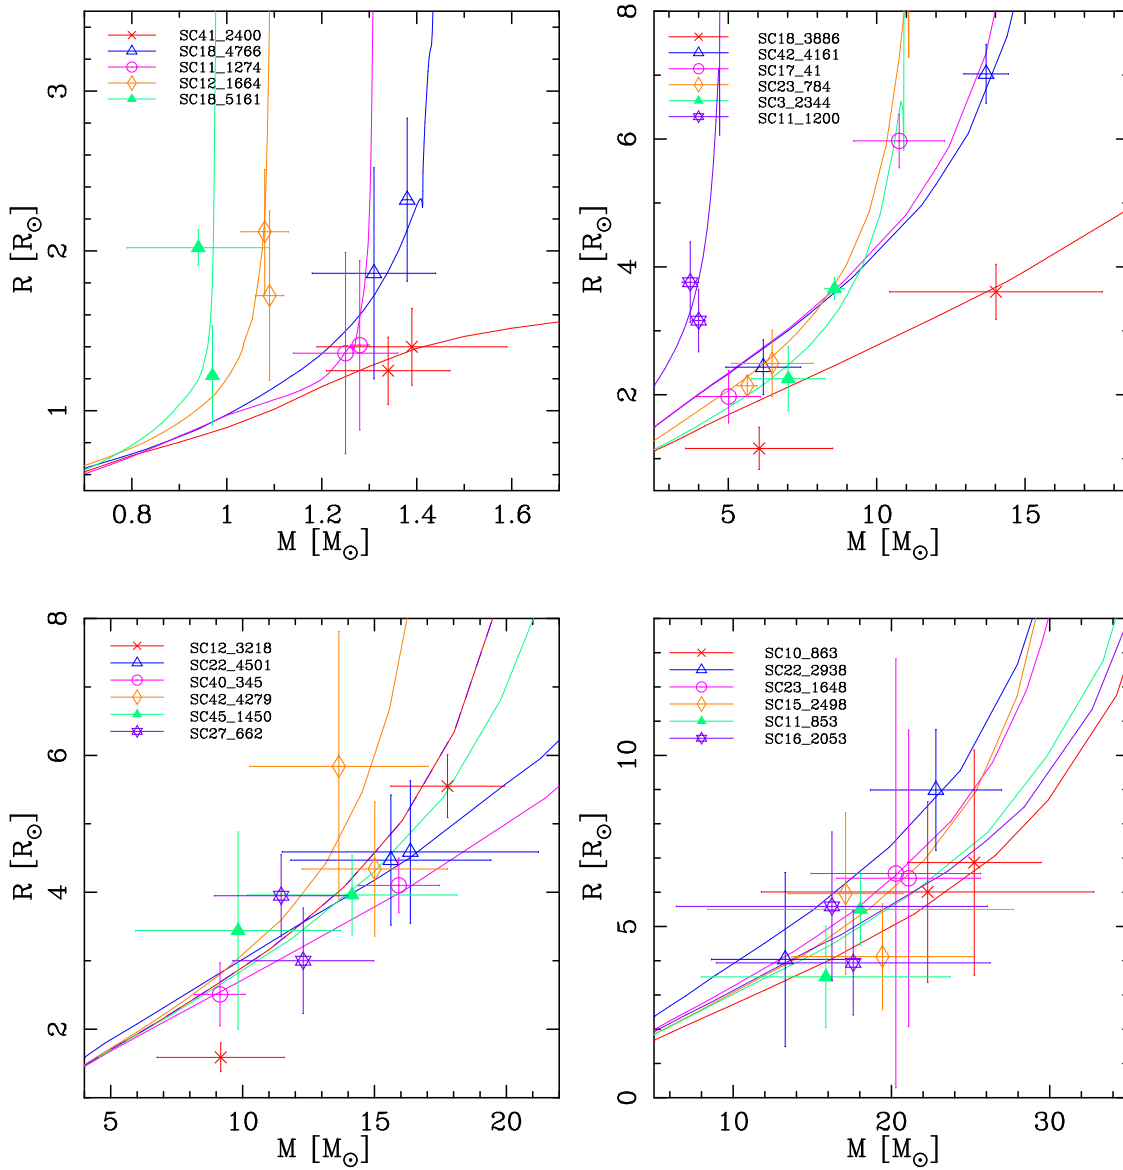 SC41_2400
SC18_4766
SC11_1274
SC12_1664
SC18_5161
3
2
1
R [R⊙]
0.8 1 1.2 1.4 1.6
M [M⊙]
SC18_3886
SC42_4161
SC17_41
SC23_784
SC3_2344
SC11_1200
8
6
4
2
R [R⊙]
5 10 15
M [M⊙]
SC12_3218
SC22_4501
SC40_345
SC42_4279
SC45_1450
SC27_662
8
6
4
2
R [R⊙]
5 10 15 20
M [M⊙]
SC10_863
SC22_2938
SC23_1648
SC15_2498
SC11_853
SC16_2053
10
5
0
R [R⊙]
10 20 30
M [M⊙]